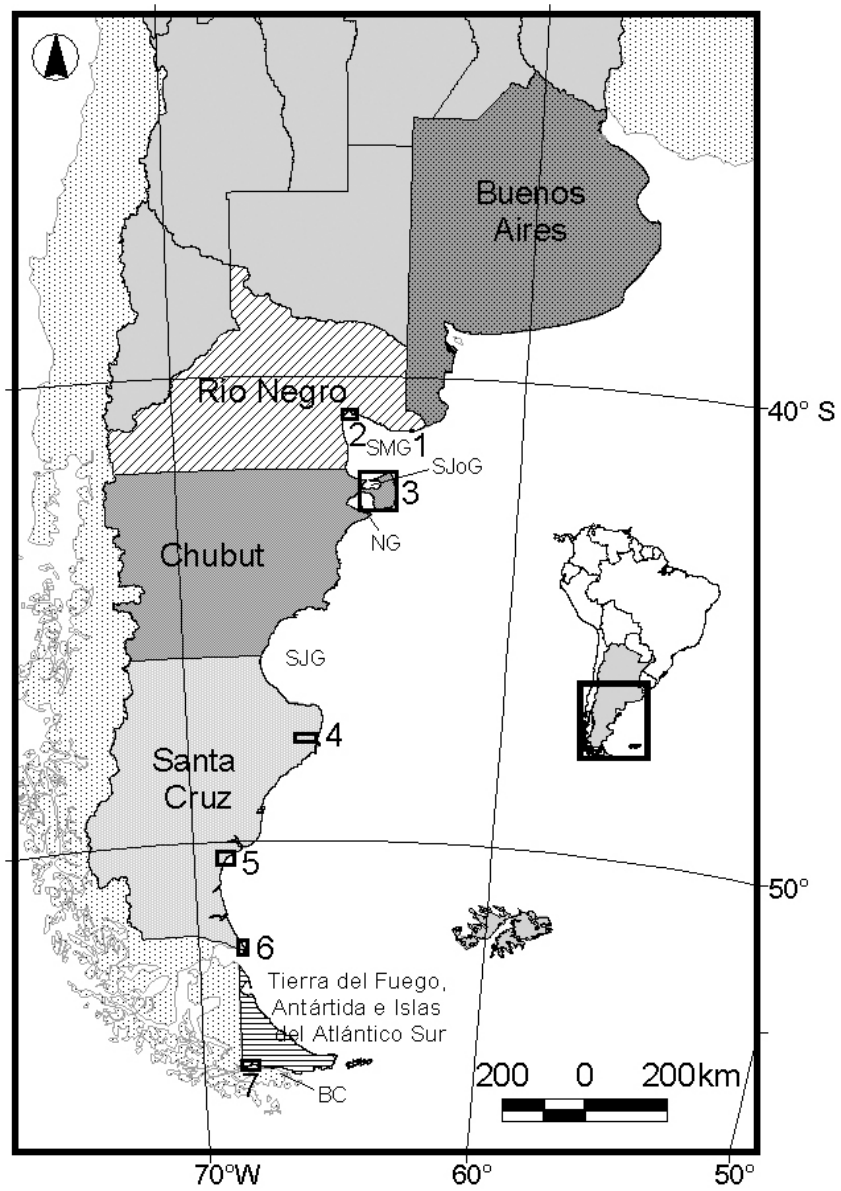 Buenos
Aires
Río Negro
40° S
2
SMG
1
SJoG
3
NG
Chubut
SJG
4
Santa
Cruz
5
50°
6
Tierra del Fuego,
Antártida e Islas
del Atlántico Sur
7
BC
200 0 200km
70°W 60° 50°